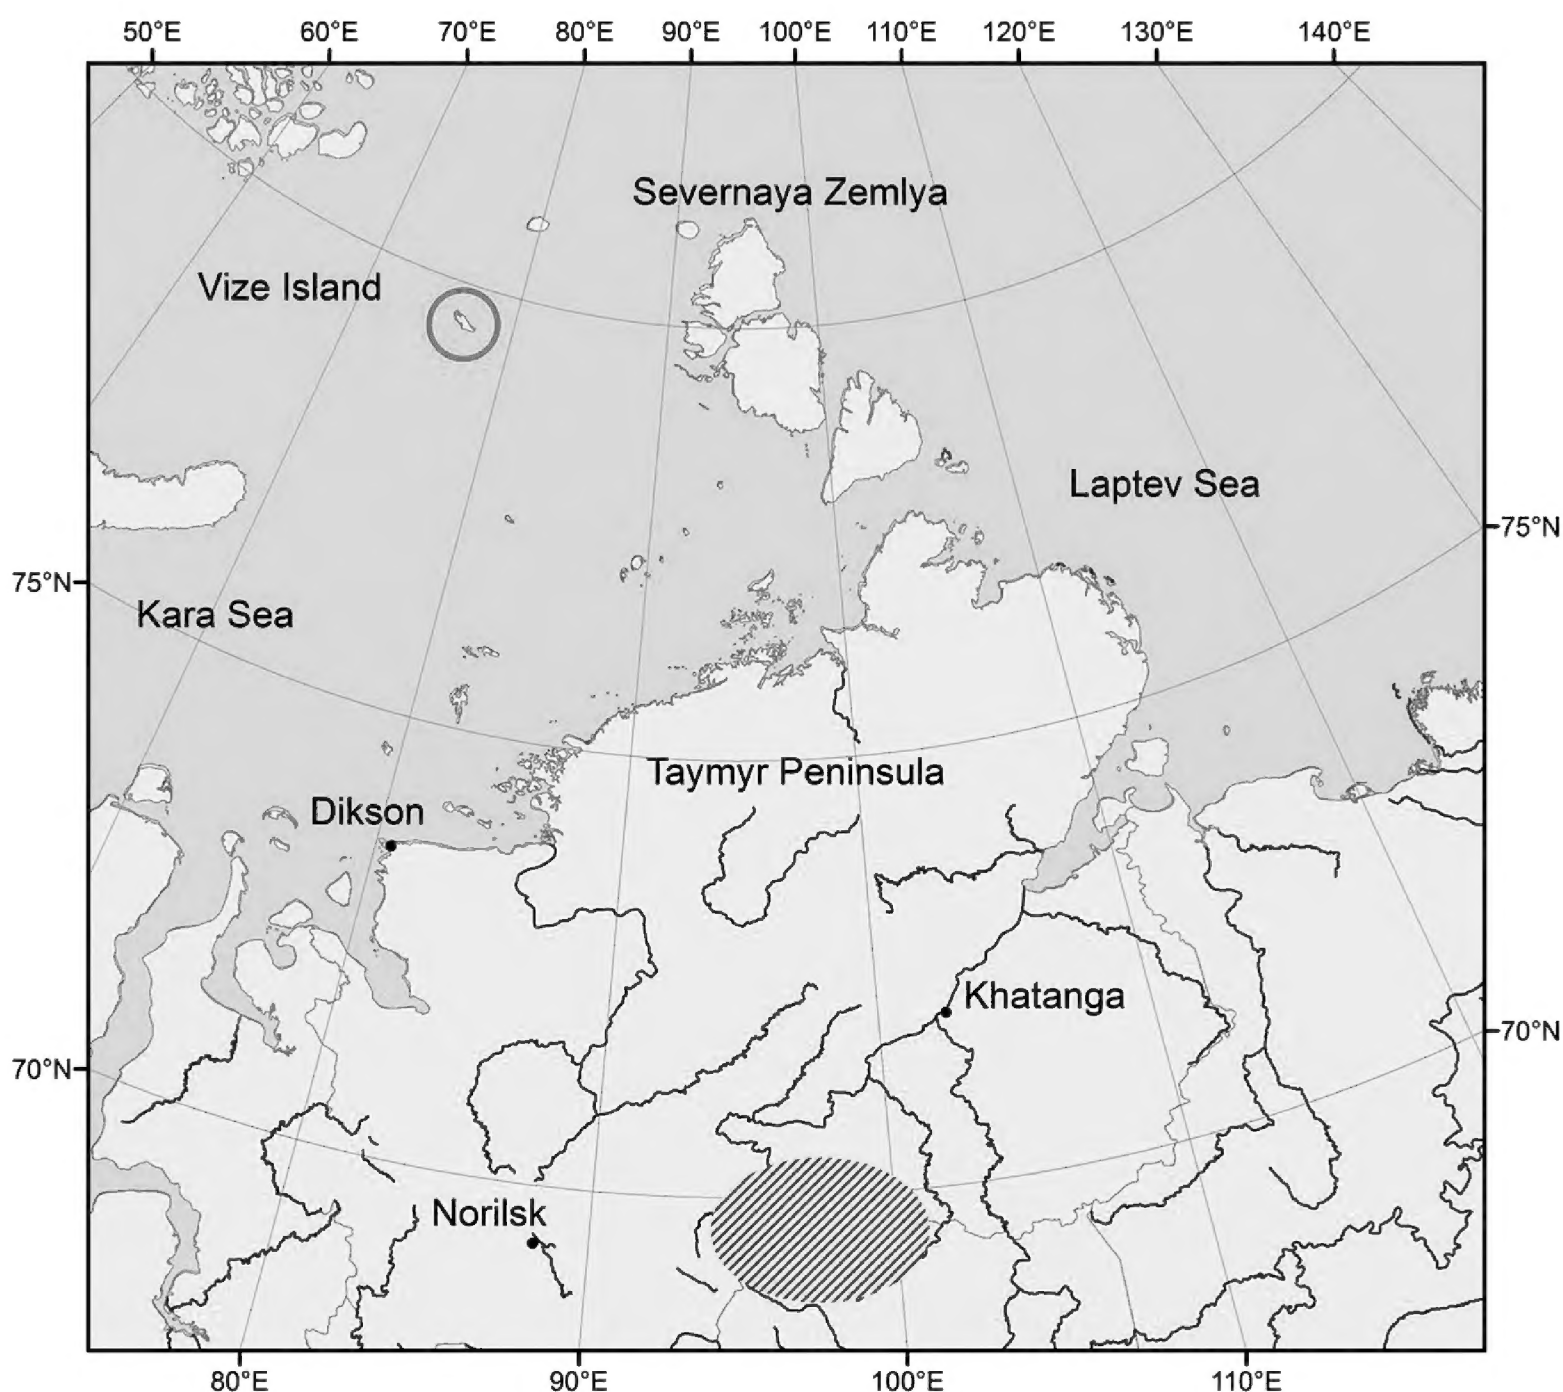 50°E 60°E 70°E 80°E 90°E 100°E 110°E 120°E 130°E 140°E
Severnaya Zemlya
Vize Island
Laptev Sea
75°N
75°N
Kara Sea
Taymyr Peninsula
Dikson
Khatanga
70°N
70°N
Norilsk
80°E 90°E 100°E 110°E